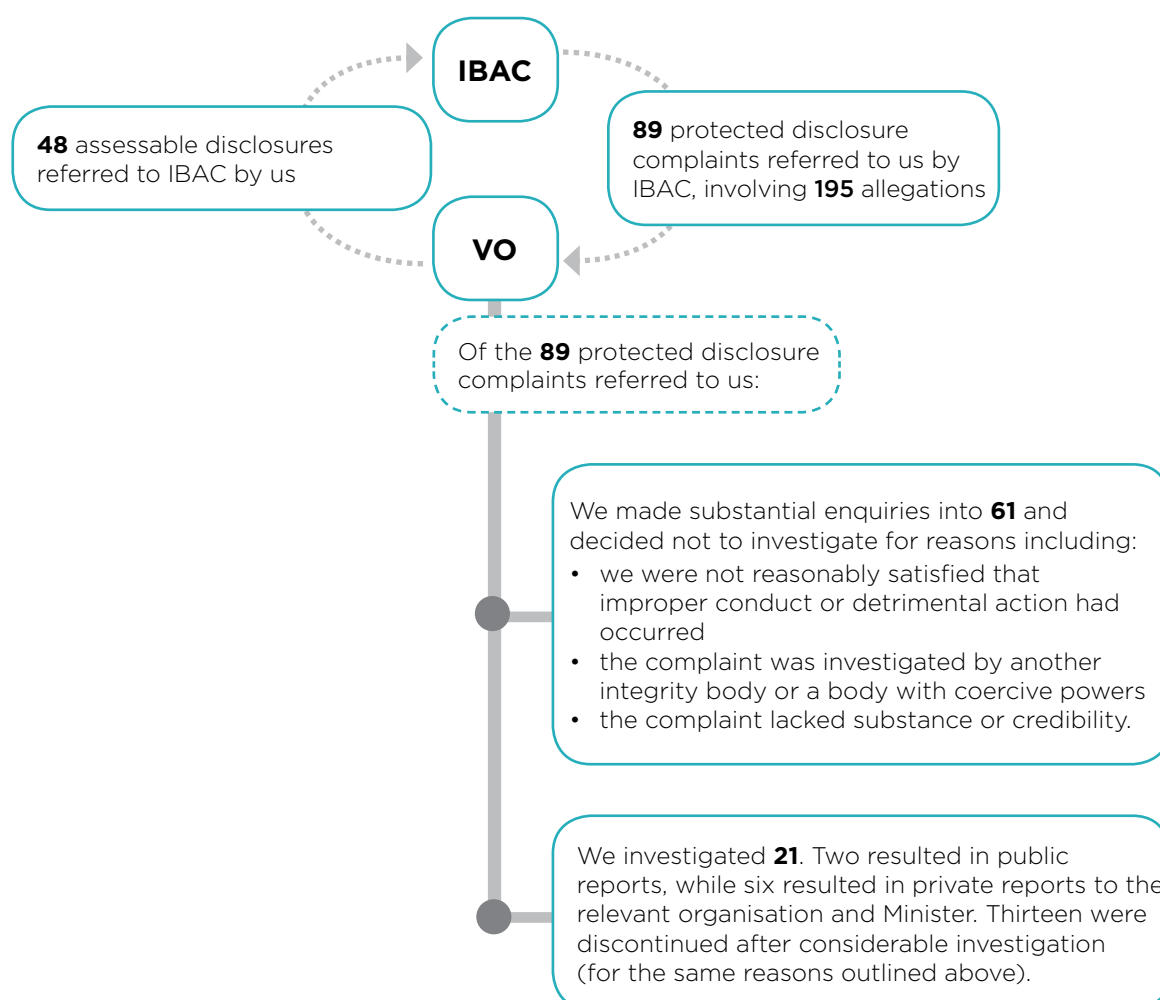 IBAC
48 assessable disclosures
referred to IBAC by us
89 protected disclosure
complaints referred to us by
IBAC, involving 195 allegations
VO
Of the 89 protected disclosure
complaints referred to us:
We made substantial enquiries into 61 and
decided not to investigate for reasons including:
• we were not reasonably satisfied that
improper conduct or detrimental action had
occurred
• the complaint was investigated by another
integrity body or a body with coercive powers
• the complaint lacked substance or credibility.
We investigated 21. Two resulted in public
reports, while six resulted in private reports to the
relevant organisation and Minister. Thirteen were
discontinued after considerable investigation
(for the same reasons outlined above).